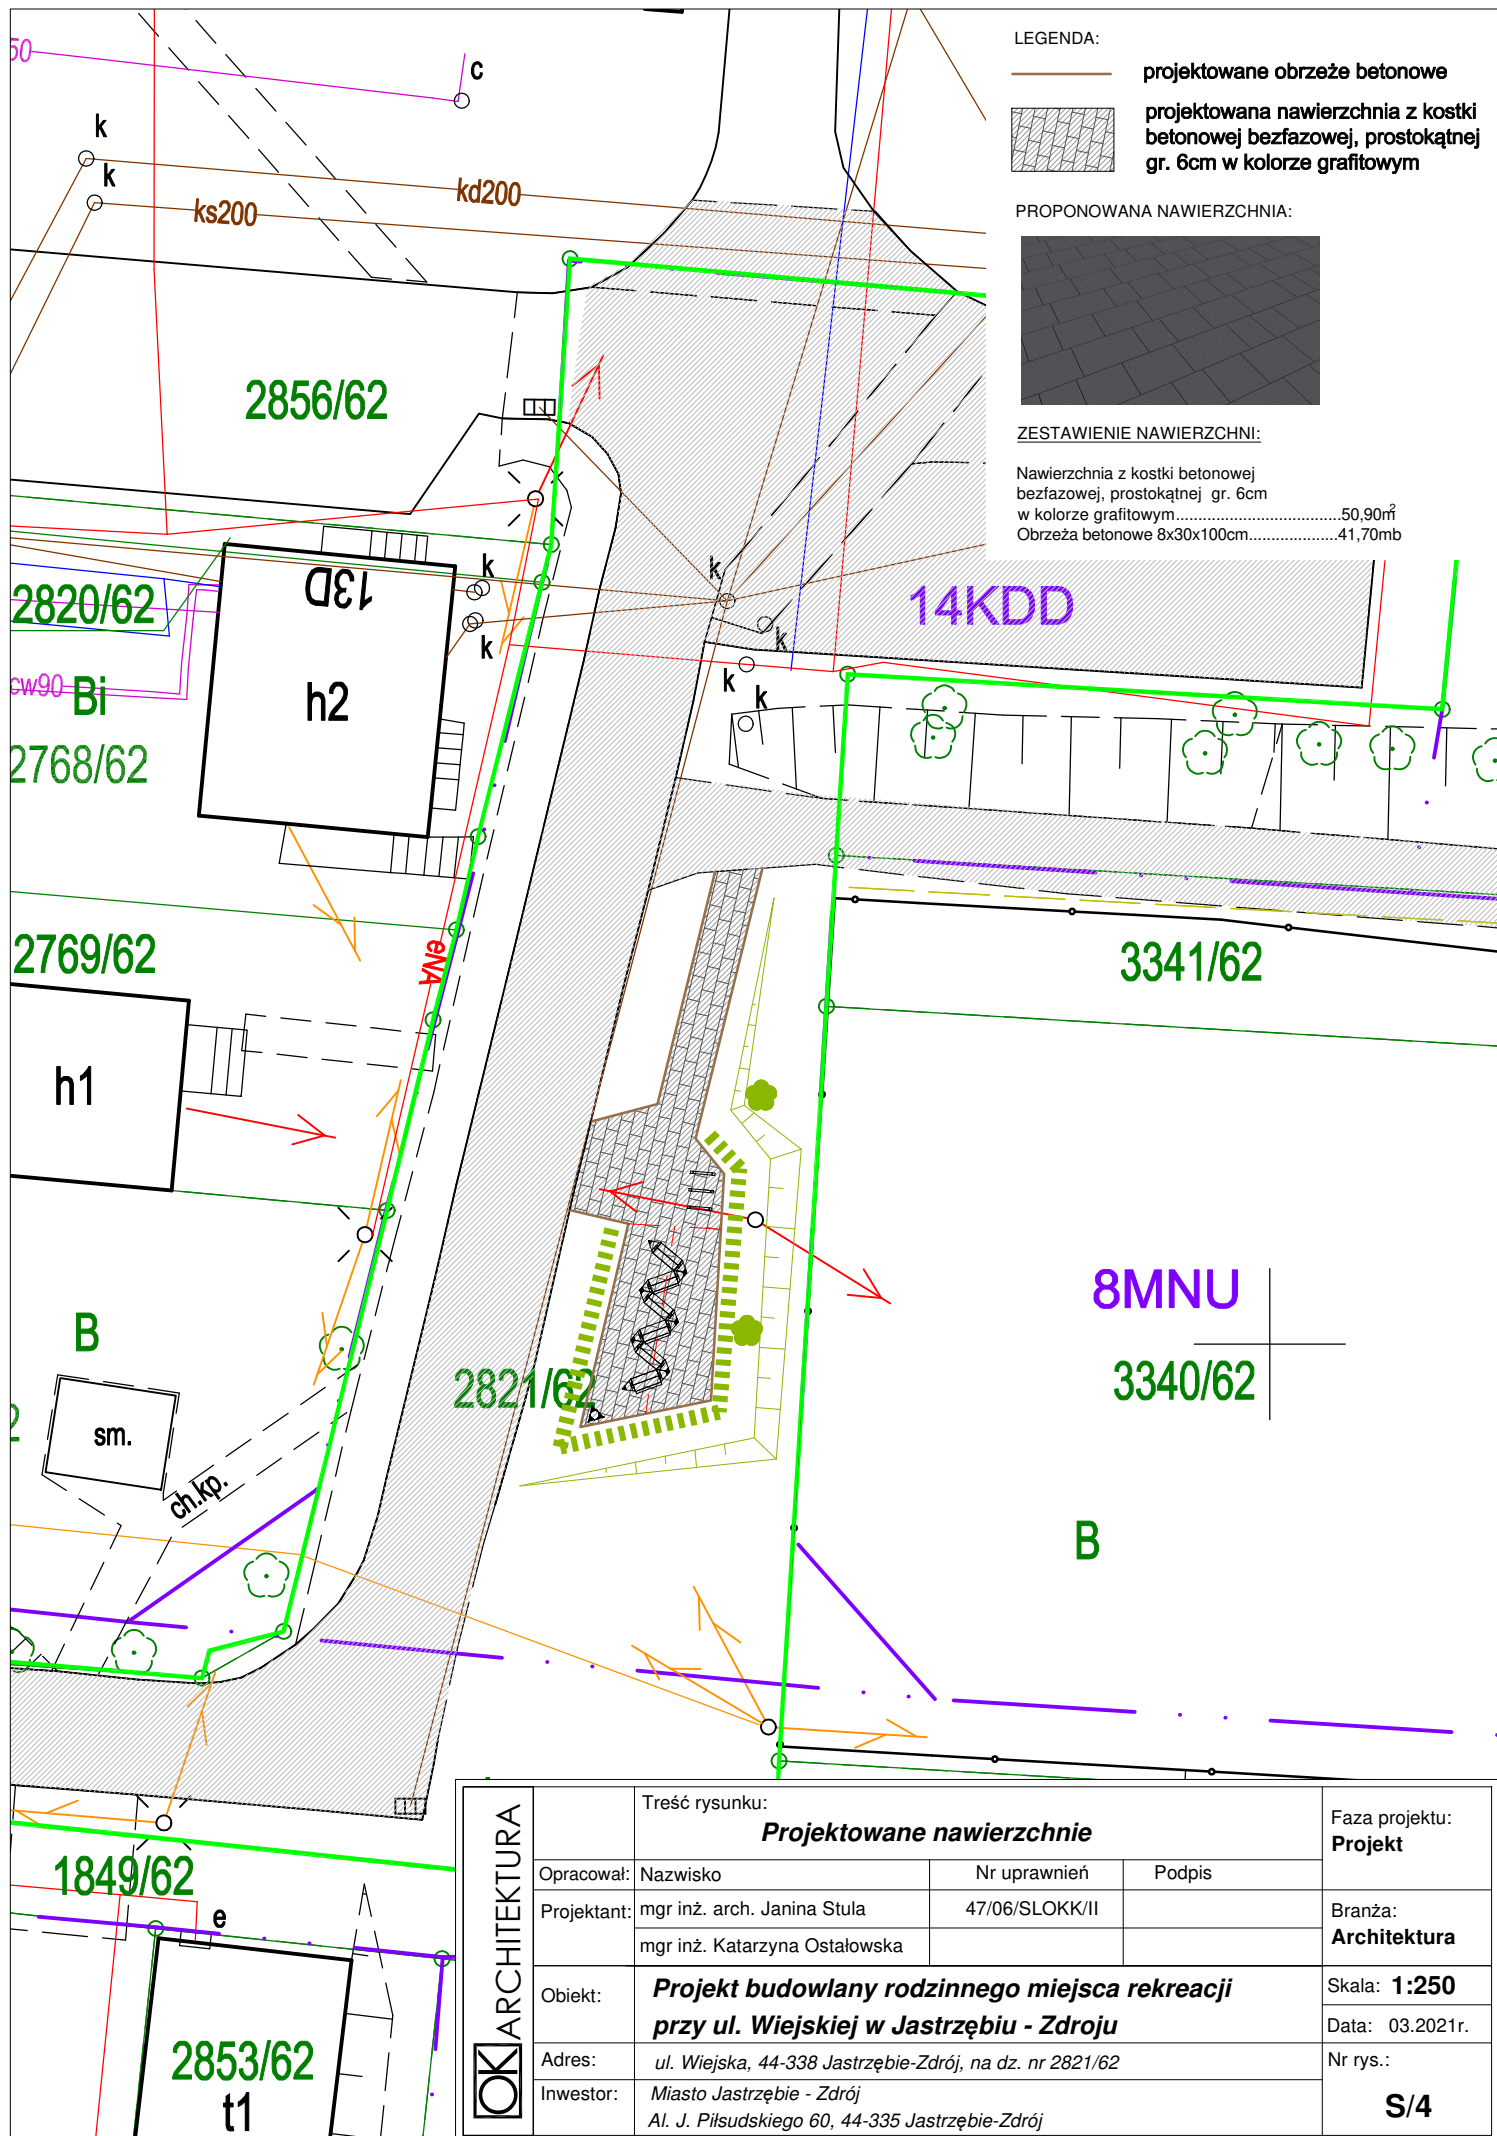 LEGENDA:
projektowane obrzeże betonowe
projektowana nawierzchnia z kostki
betonowej bezfazowej, prostokątnej
gr. 6cm w kolorze grafitowym
PROPONOWANA NAWIERZCHNIA:
ZESTAWIENIE NAWIERZCHNI:
Nawierzchnia z kostki betonowej
bezfazowej, prostokątnej gr. 6cm
w kolorze grafitowym......................................50,90m²
Obrzeża betonowe 8x30x100cm....................41,70mb
50
c
k
k
kd200
ks200
2856/62
13D
k
k
k
k
k
k
2820/62
14KDD
cw90
Bi
h2
2768/62
2769/62
eNA
3341/62
h1
8MNU
B
2821/62
3340/62
2
sm.
ch.kp.
B
1849/62
e
2853/62
t1
OK ARCHITEKTURA
Treść rysunku:
Projektowane nawierzchnie
Faza projektu:
Projekt
Opracował: Nazwisko Nr uprawnień Podpis
Projektant: mgr inż. arch. Janina Stula 47/06/SLOKK/II
mgr inż. Katarzyna Ostałowska
Branża:
Architektura
Obiekt: Projekt budowlany rodzinnego miejsca rekreacji
przy ul. Wiejskiej w Jastrzębiu - Zdroju
Skala: 1:250
Data: 03.2021r.
Adres: ul. Wiejska, 44-338 Jastrzębie-Zdrój, na dz. nr 2821/62
Inwestor: Miasto Jastrzębie - Zdrój
Al. J. Piłsudskiego 60, 44-335 Jastrzębie-Zdrój
Nr rys.:
S/4